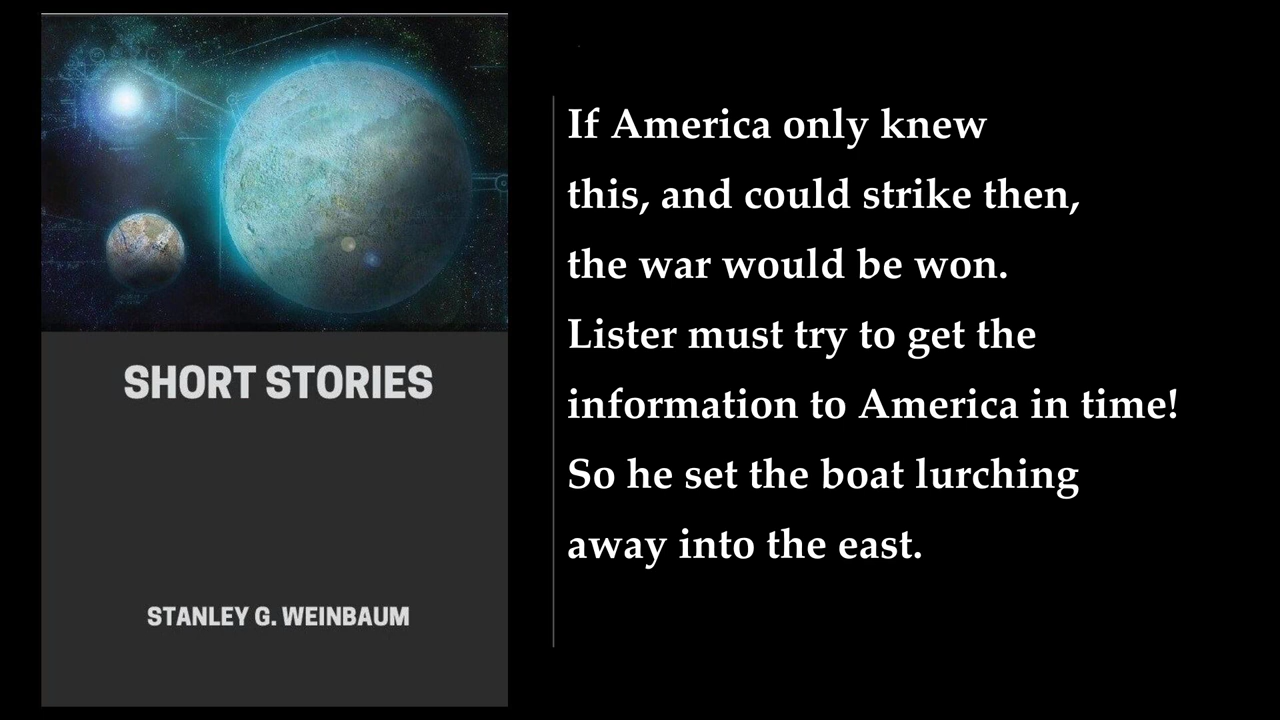 SHORT STORIES
STANLEY G. WEINBAUM
If America only knew
this, and could strike then,
the war would be won.
Lister must try to get the
information to America in time!
So he set the boat lurching
away into the east.